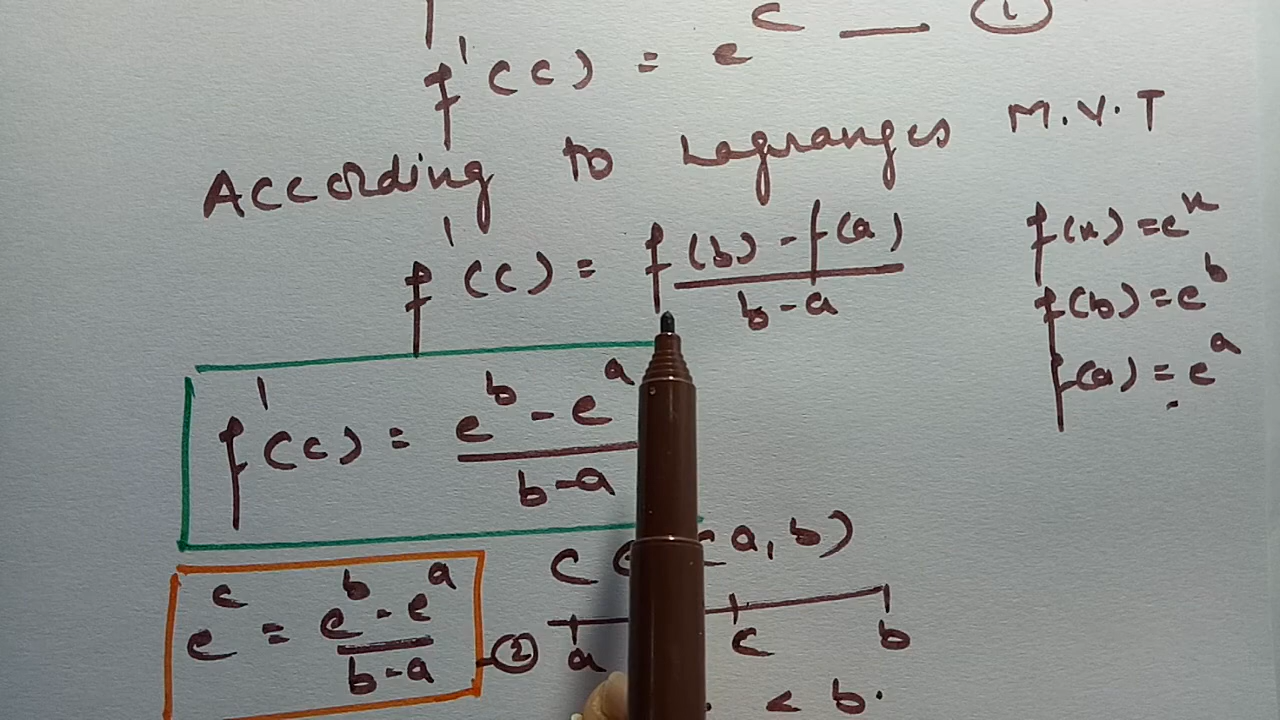 f'(c) = e^c — ①
According to Lagranges M.V.T
f'(c) = f(b) - f(a) / b-a
f(x) = e^x
f(b) = e^b
f(a) = e^a
f'(c) = e^b - e^a / b-a
c (a, b)
e^c = e^b - e^a / b-a —②
a c b
< b.